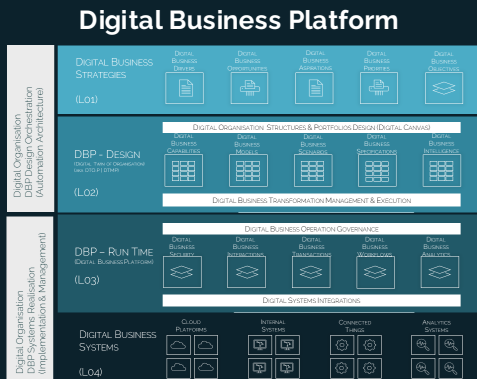 Digital Business Platform
Digital Organisation
DBP Design Orchestration
(Automation Architecture)
DIGITAL BUSINESS
STRATEGIES
(L01)
DIGITAL
BUSINESS
DRIVERS
DIGITAL
BUSINESS
OPPORTUNITIES
DIGITAL
BUSINESS
ASPIRATIONS
DIGITAL
BUSINESS
PRIORITIES
DIGITAL
BUSINESS
OBJECTIVES
DBP - DESIGN
(DIGITAL TWIN OF ORGANISATION)
(L02)
DIGITAL ORGANISATION STRUCTURES & PORTFOLIOS DESIGN (DIGITAL CANVAS)
DIGITAL
BUSINESS
CAPABILITIES
DIGITAL
BUSINESS
MODELS
DIGITAL
BUSINESS
SCENARIOS
DIGITAL
BUSINESS
SPECIFICATIONS
DIGITAL
BUSINESS
INTELLIGENCE
DIGITAL BUSINESS TRANSFORMATION MANAGEMENT & EXECUTION
Digital Organisation
DBP Systems Realisation
(Implementation & Management)
DBP – RUN TIME
(DIGITAL BUSINESS PLATFORM)
(L03)
DIGITAL BUSINESS OPERATION GOVERNANCE
DIGITAL
BUSINESS
SECURITY
DIGITAL
BUSINESS
INTERACTIONS
DIGITAL
BUSINESS
TRANSACTIONS
DIGITAL
BUSINESS
WORKFLOWS
DIGITAL
BUSINESS
ANALYTICS
DIGITAL SYSTEMS INTEGRATIONS
DIGITAL BUSINESS
SYSTEMS
(L04)
CLOUD
PLATFORMS
INTERNAL
SYSTEMS
CONNECTED
THINGS
ANALYTICS
SYSTEMS